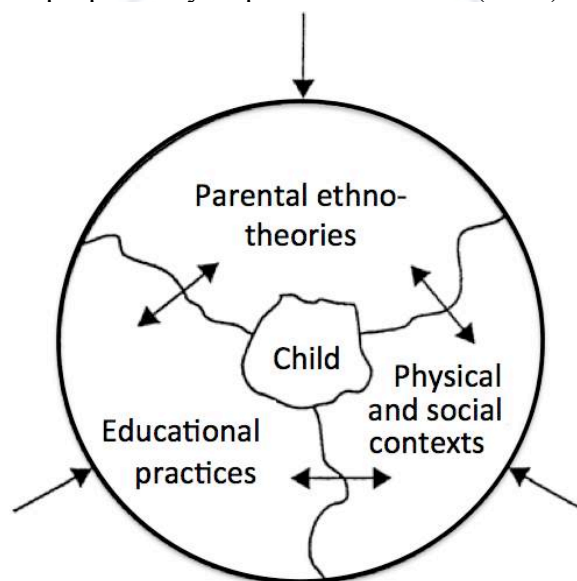 Parental ethno-
theories
Child
Physical
and social
contexts
Educational
practices